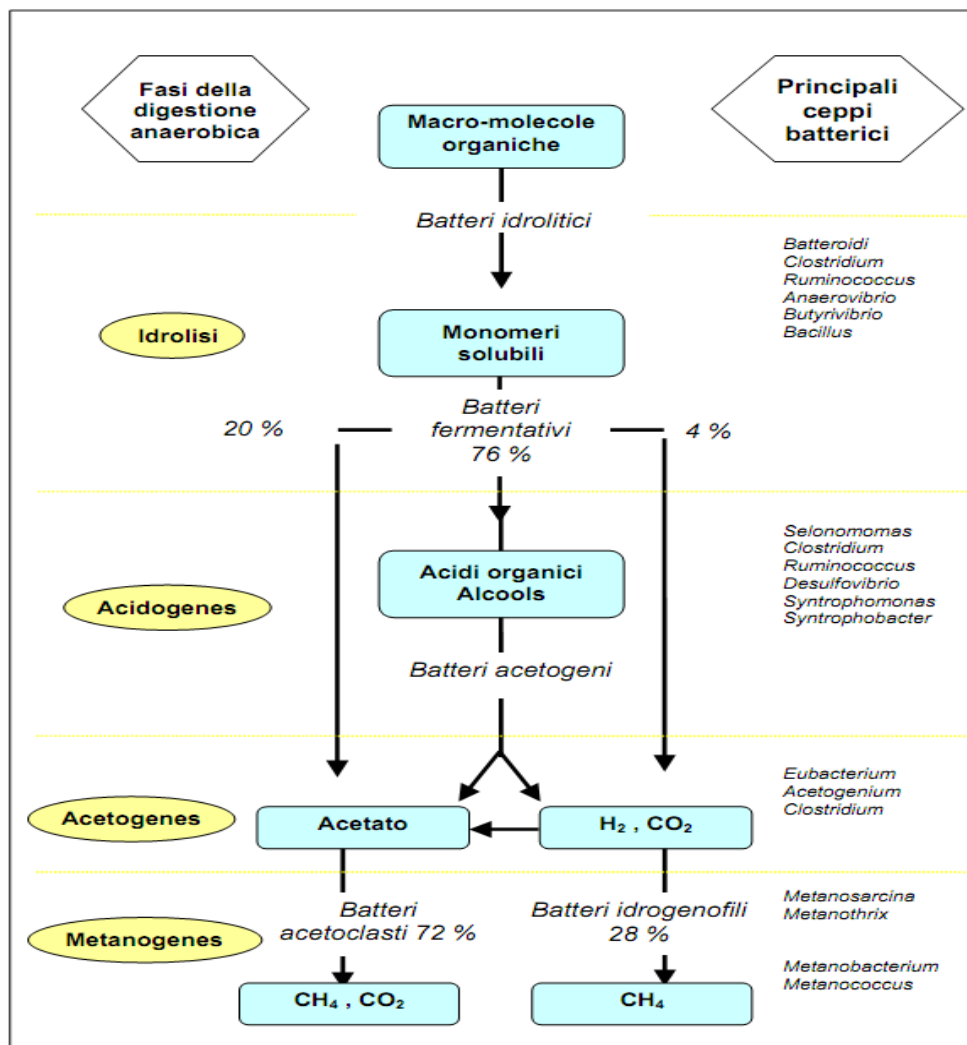 Fasi della
digestione
anaerobica
Macro-molecole
organiche
Principali
ceppi
batterici
Batteri idrolitici
Batteroidi
Clostridium
Ruminococcus
Anaerovibrio
Butyrivibrio
Bacillus
Idrolisi
Monomeri
solubili
20 %
Batteri
fermentativi
76 %
4 %
Selonomomas
Clostridium
Ruminococcus
Desulfovibrio
Syntrophomonas
Syntrophobacter
Acidogenes
Acidi organici
Alcools
Batteri acetogeni
Eubacterium
Acetogenium
Clostridium
Acetogenes
Acetato
H₂ , CO₂
Metanosarcina
Metanothrix
Metanogenes
Batteri
acetoclasti 72 %
Batteri idrogenofili
28 %
Metanobacterium
Metanococcus
CH₄ , CO₂
CH₄